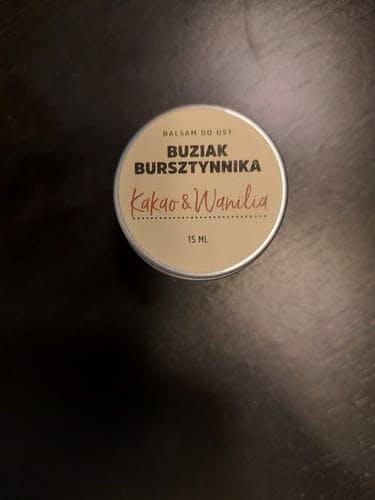 BALSAM DO UST
BUZIAK
BURSZTYNNIKA
Kakao & Wanilia
15 ML